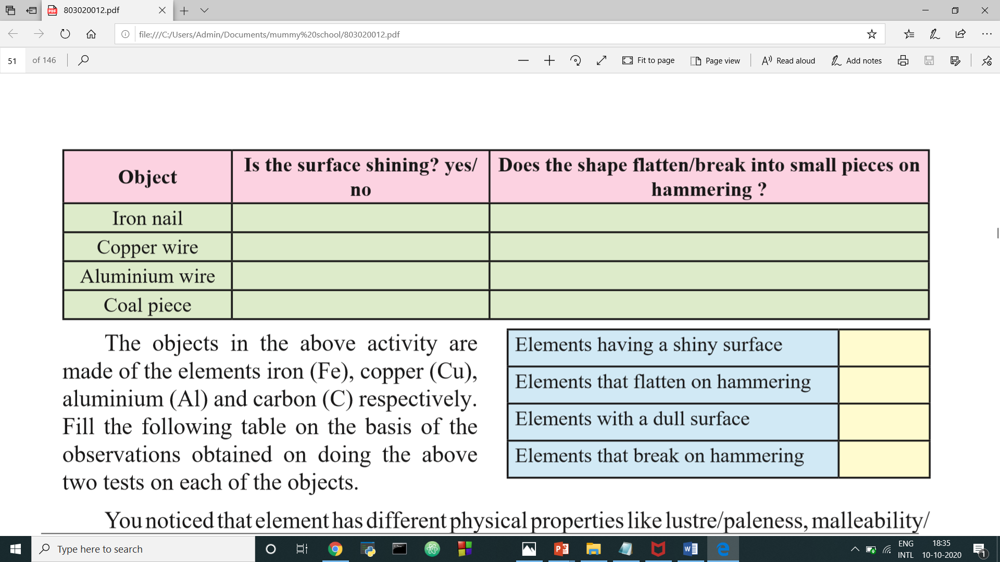 803020012.pdf
file:///C:/Users/Admin/Documents/mummy%20school/803020012.pdf
51 of 146
Fit to page
Page view
Read aloud
Add notes
Object
Is the surface shining? yes/
no
Does the shape flatten/break into small pieces on
hammering ?
Iron nail
Copper wire
Aluminium wire
Coal piece
The objects in the above activity are
made of the elements iron (Fe), copper (Cu),
aluminium (Al) and carbon (C) respectively.
Fill the following table on the basis of the
observations obtained on doing the above
two tests on each of the objects.
Elements having a shiny surface
Elements that flatten on hammering
Elements with a dull surface
Elements that break on hammering
You noticed that element has different physical properties like lustre/paleness, malleability/
Type here to search
ENG
INTL
18:35
10-10-2020
1